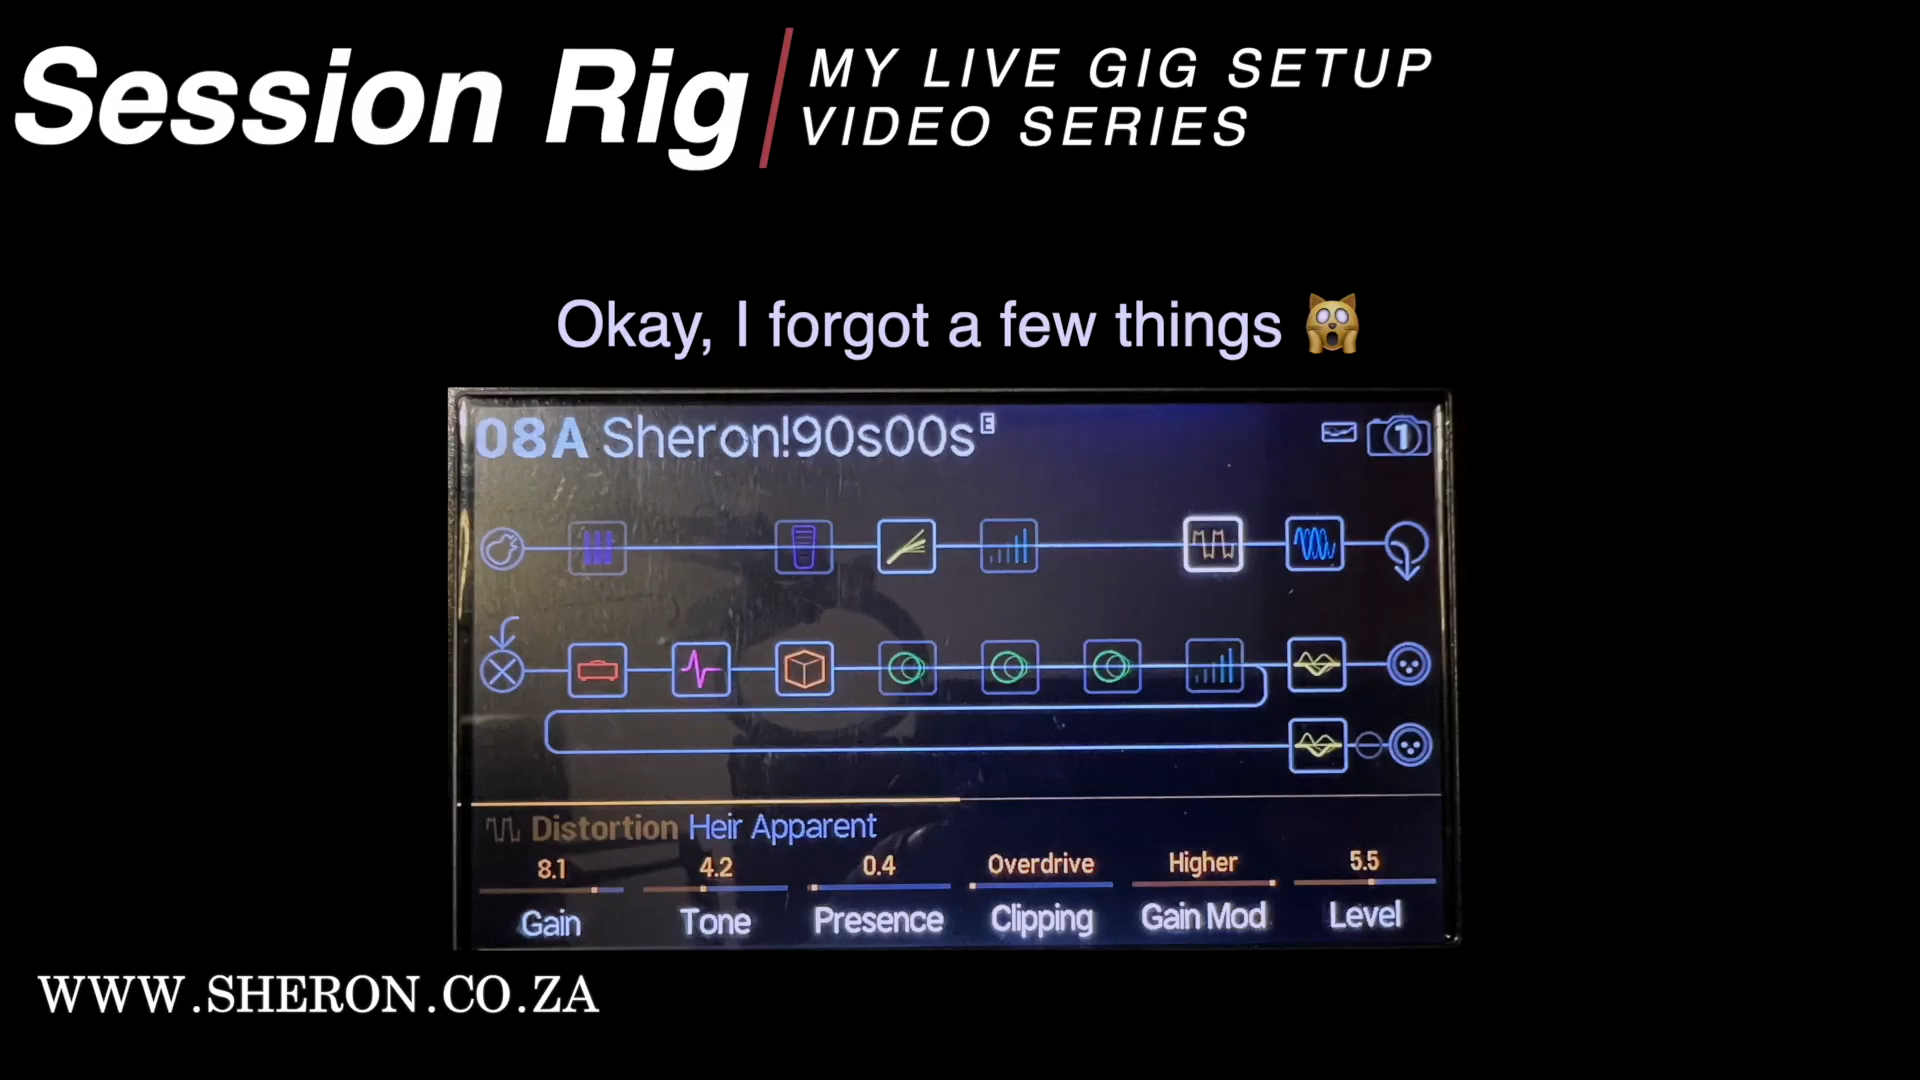 Session Rig
MY LIVE GIG SETUP
VIDEO SERIES
Okay, I forgot a few things 🙀
08A Sheron!90s00s E
1
Distortion Heir Apparent
8.1 4.2 0.4 Overdrive Higher 5.5
Gain Tone Presence Clipping Gain Mod Level
WWW.SHERON.CO.ZA